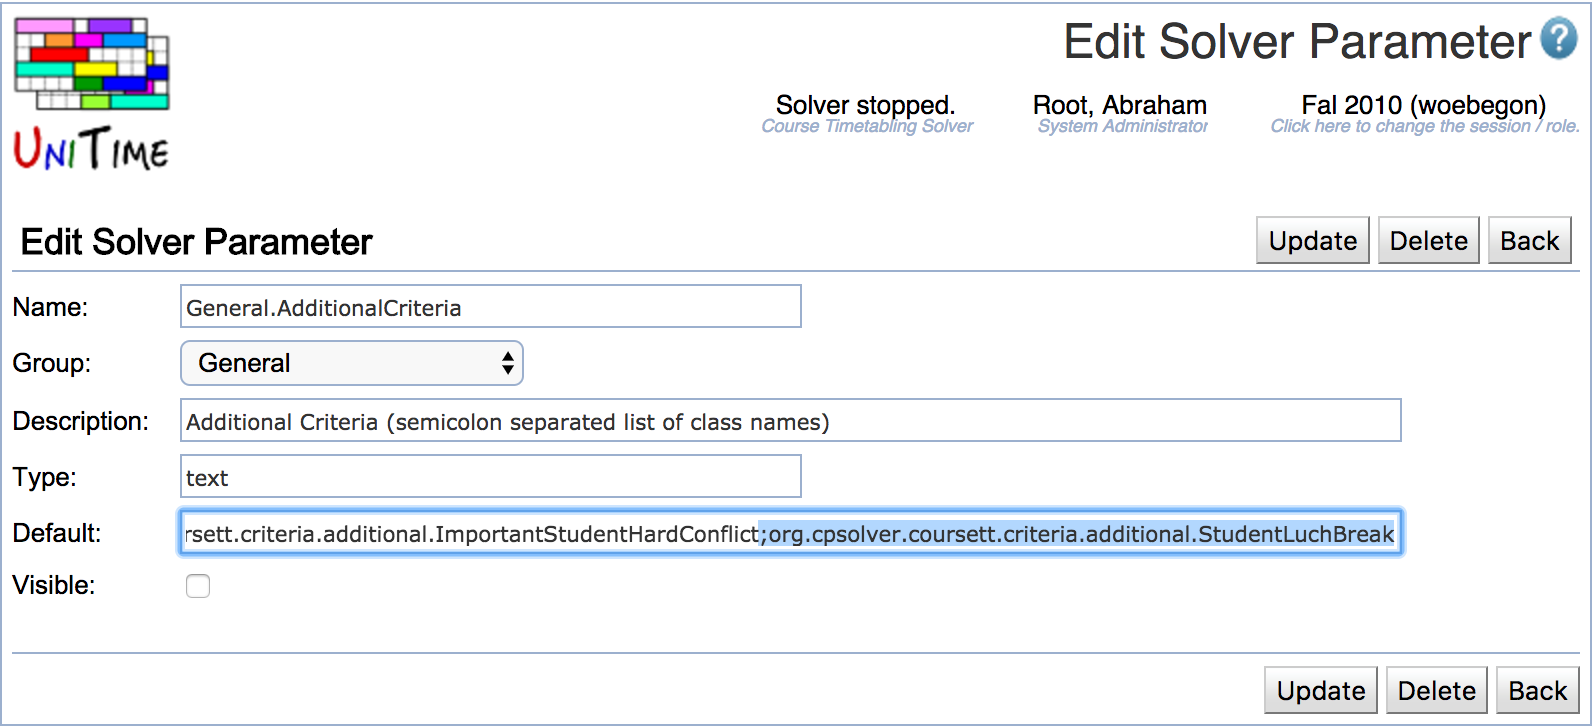 Edit Solver Parameter ?
UNITIME
Solver stopped. Root, Abraham Fal 2010 (woebegon)
Course Timetabling Solver System Administrator Click here to change the session / role.
Edit Solver Parameter Update Delete Back
Name: General.AdditionalCriteria
Group: General
Description: Additional Criteria (semicolon separated list of class names)
Type: text
Default: rsett.criteria.additional.ImportantStudentHardConflict;org.cpsolver.coursett.criteria.additional.StudentLuchBreak
Visible:
Update Delete Back